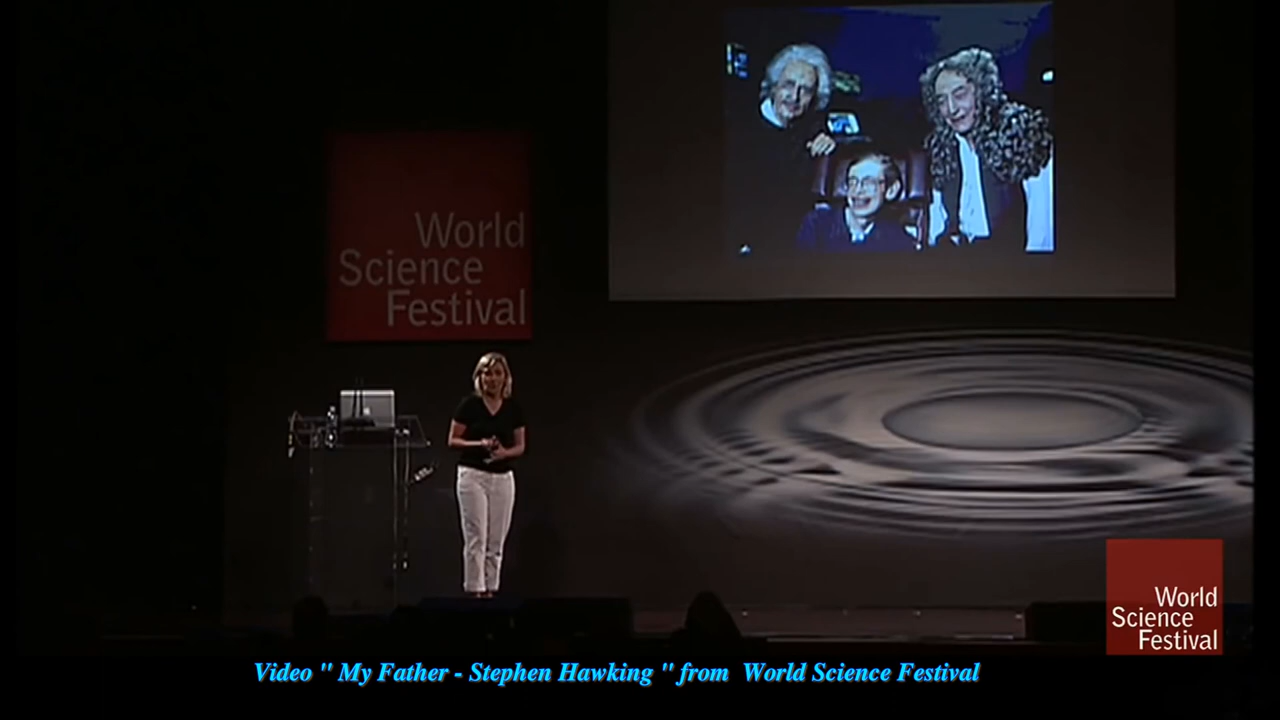 World
Science
Festival
World
Science
Festival
Video " My Father - Stephen Hawking " from World Science Festival